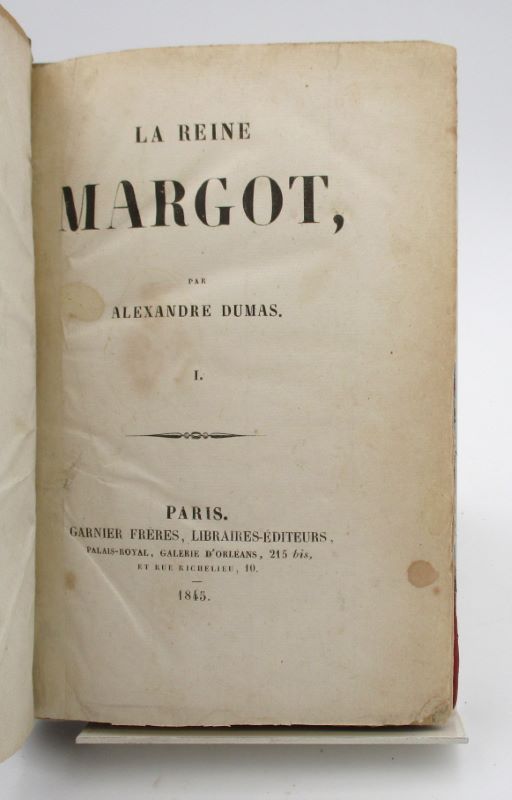 LA REINE
MARGOT,
PAR
ALEXANDRE DUMAS.
I.
PARIS.
GARNIER FRÈRES, LIBRAIRES-ÉDITEURS,
PALAIS-ROYAL, GALERIE D'ORLÉANS, 215 bis,
ET RUE RICHELIEU, 10.
1845.